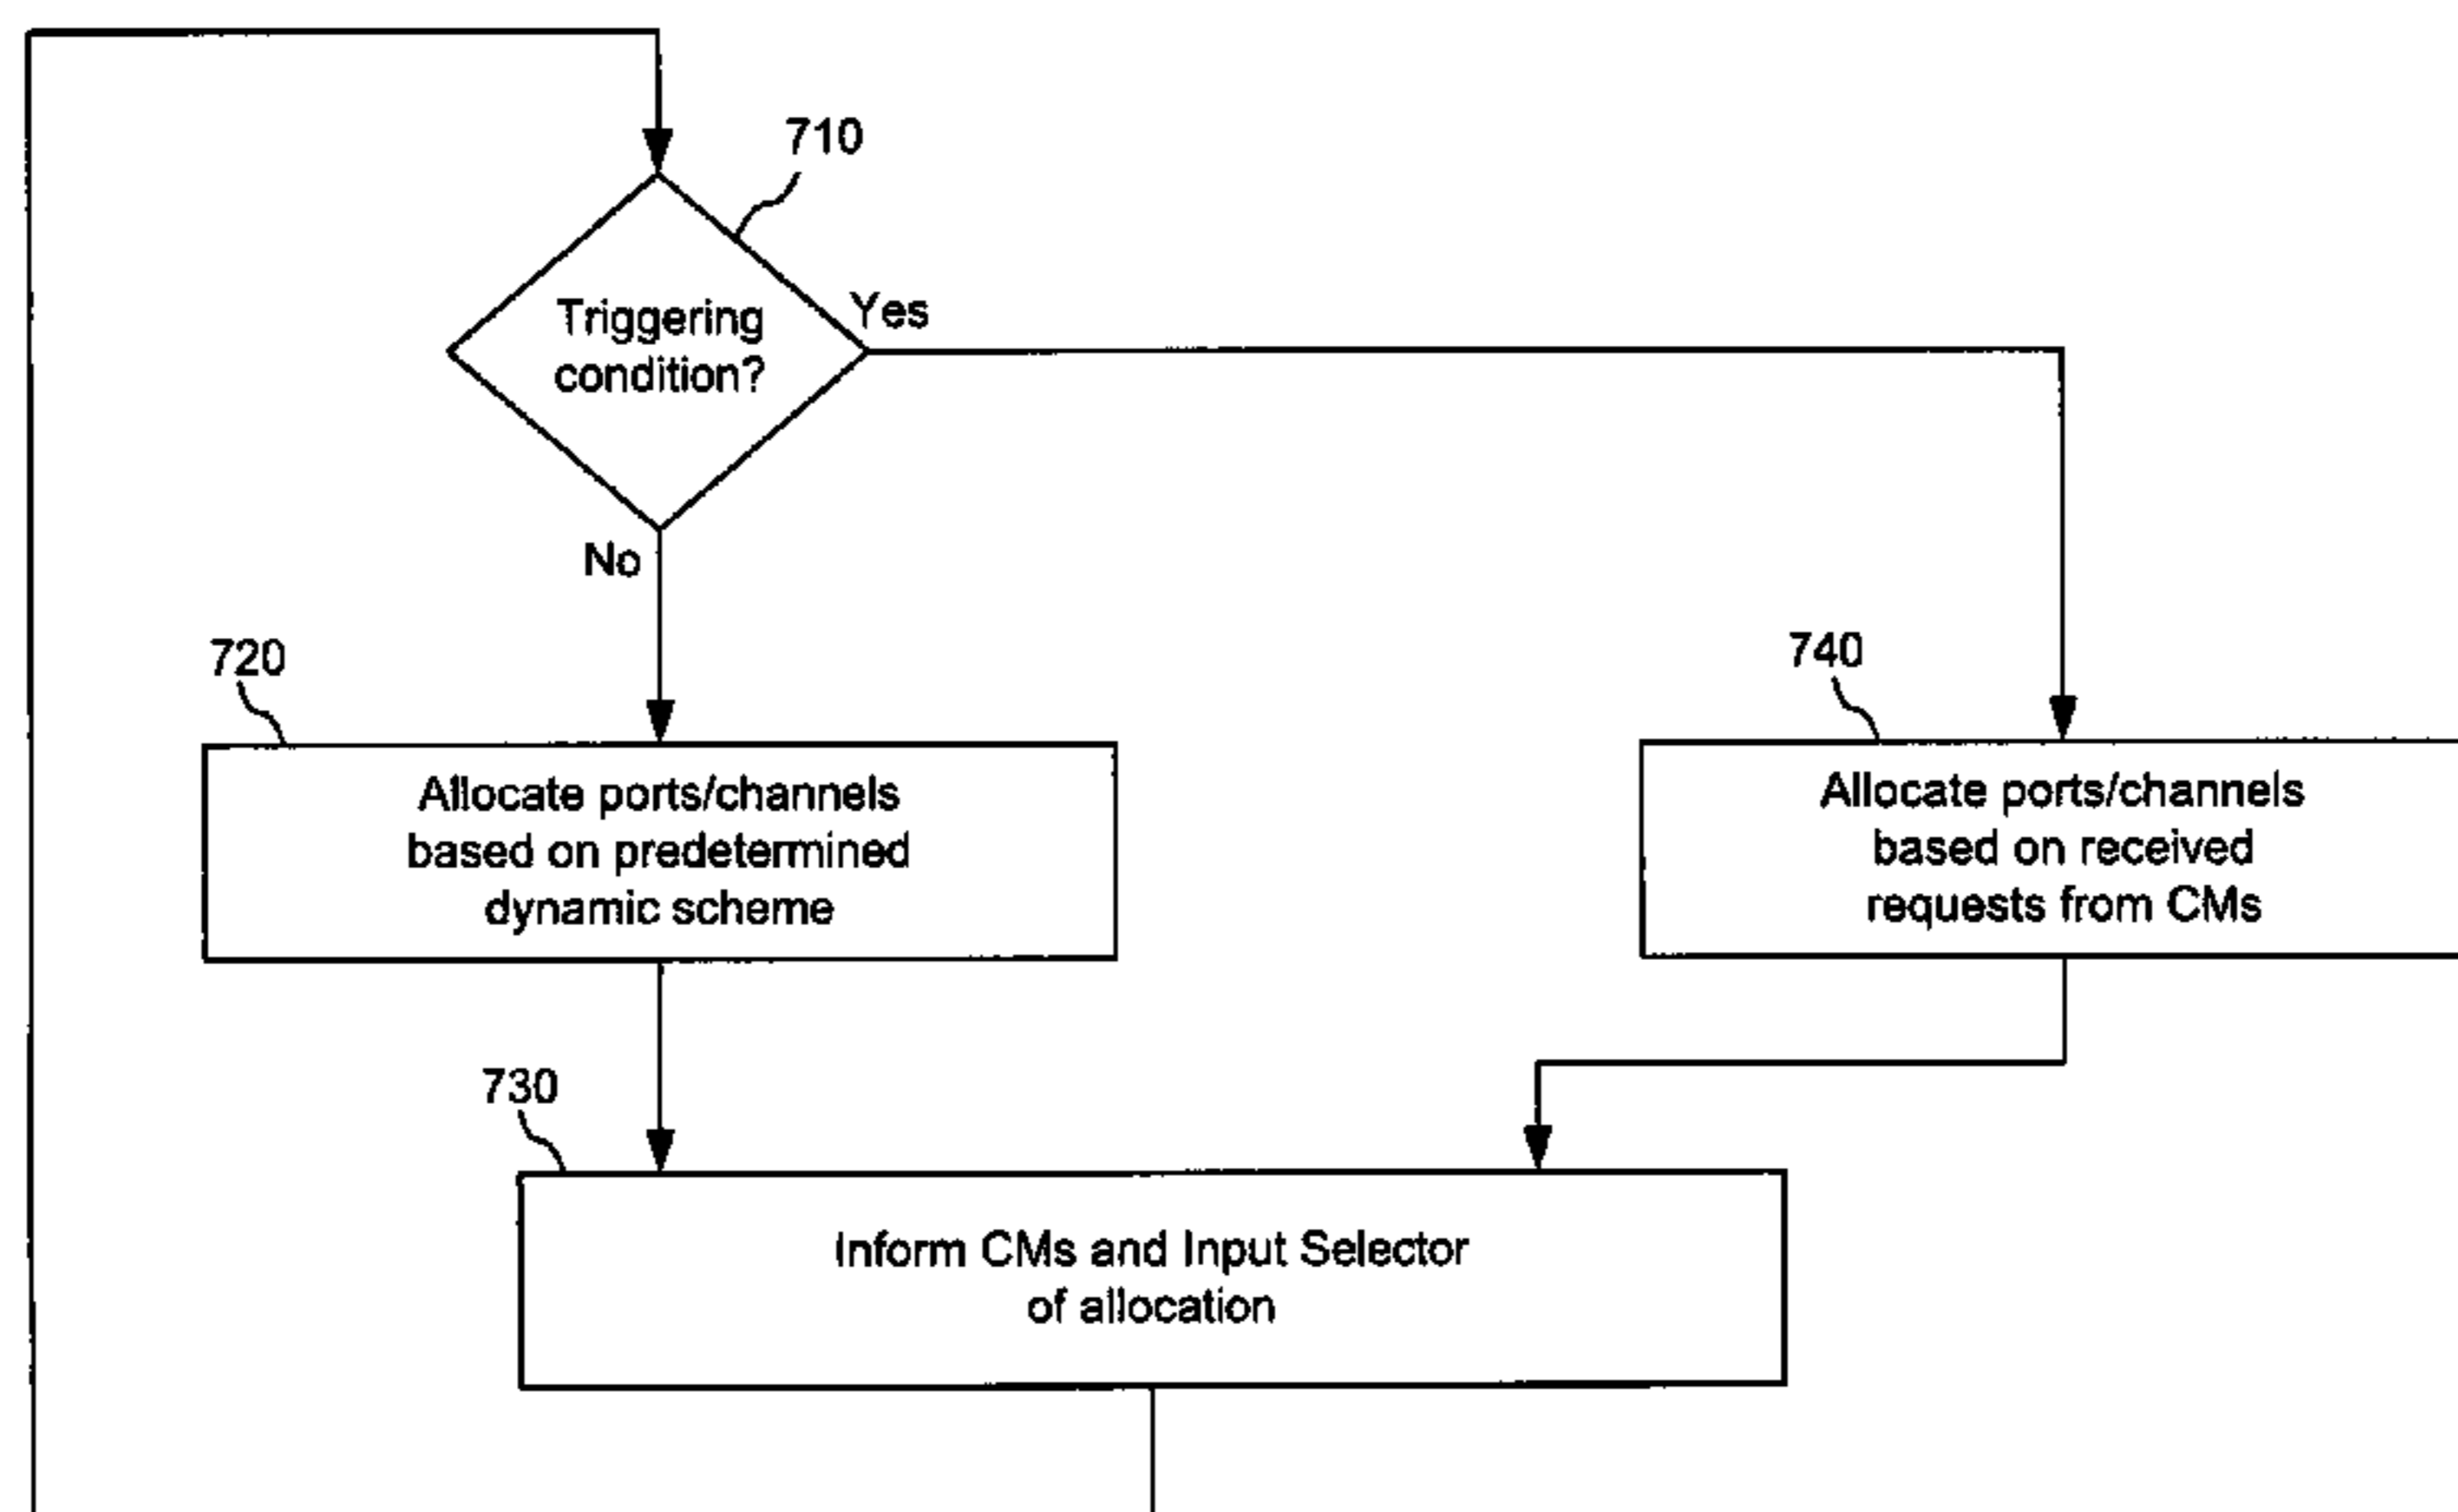 710
Triggering
condition?
Yes
No
720
Allocate ports/channels
based on predetermined
dynamic scheme
740
Allocate ports/channels
based on received
requests from CMs
730
Inform CMs and Input Selector
of allocation